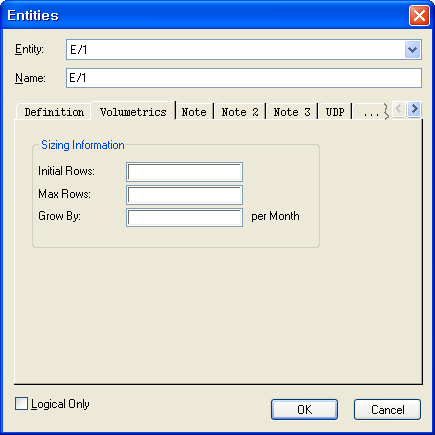 Entities
Entity: E/1
Name: E/1
Definition Volumetrics Note Note 2 Note 3 UDP ...
Sizing Information
Initial Rows:
Max Rows:
Grow By: per Month
Logical Only
OK Cancel